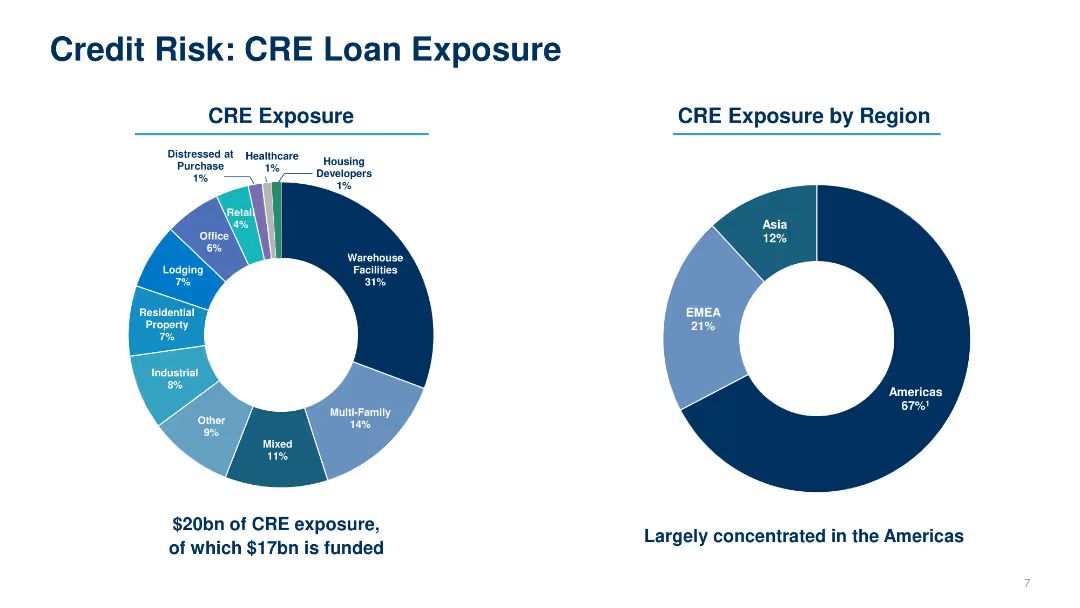 Credit Risk: CRE Loan Exposure
CRE Exposure
Distressed at
Purchase
1%
Healthcare
1%
Housing
Developers
1%
Retail
4%
Office
6%
Lodging
7%
Residential
Property
7%
Industrial
8%
Other
9%
Mixed
11%
Multi-Family
14%
Warehouse
Facilities
31%
$20bn of CRE exposure,
of which $17bn is funded
CRE Exposure by Region
Asia
12%
EMEA
21%
Americas
67%¹
Largely concentrated in the Americas
7